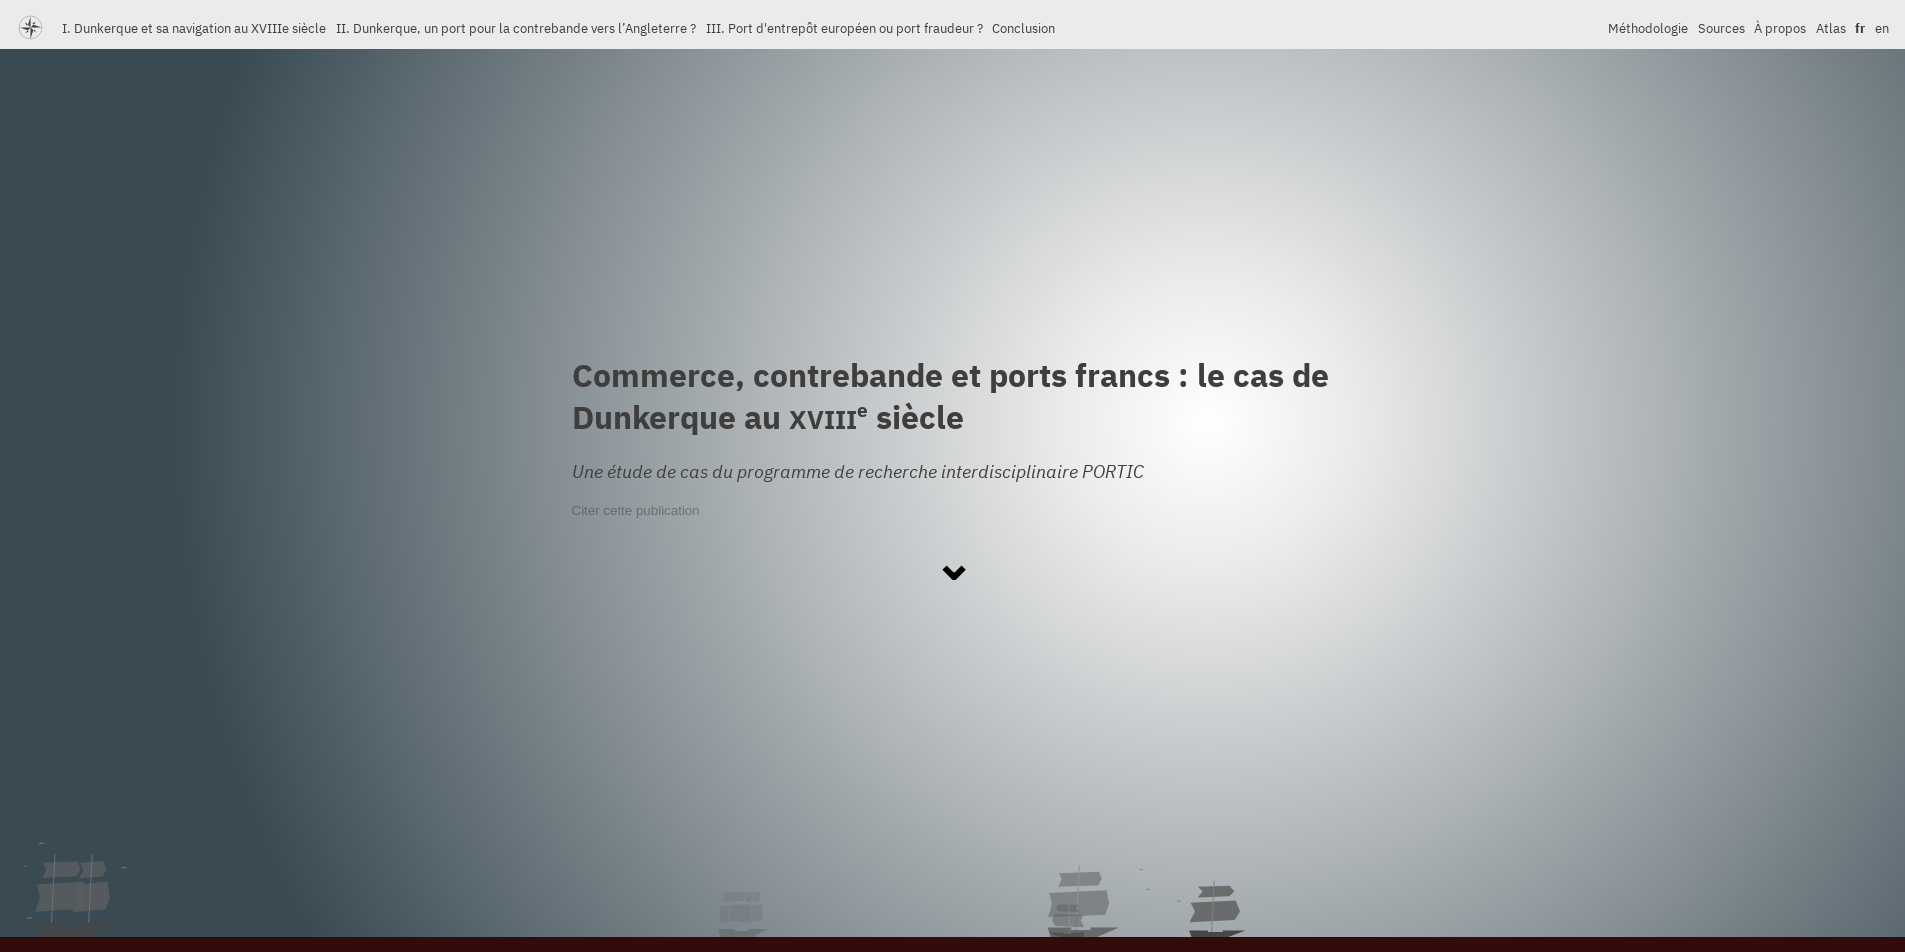 I. Dunkerque et sa navigation au XVIIIe siècle II. Dunkerque, un port pour la contrebande vers l’Angleterre ? III. Port d'entrepôt européen ou port fraudeur ? Conclusion Méthodologie Sources À propos Atlas fr en
Commerce, contrebande et ports francs : le cas de
Dunkerque au XVIIIe siècle
Une étude de cas du programme de recherche interdisciplinaire PORTIC
Citer cette publication